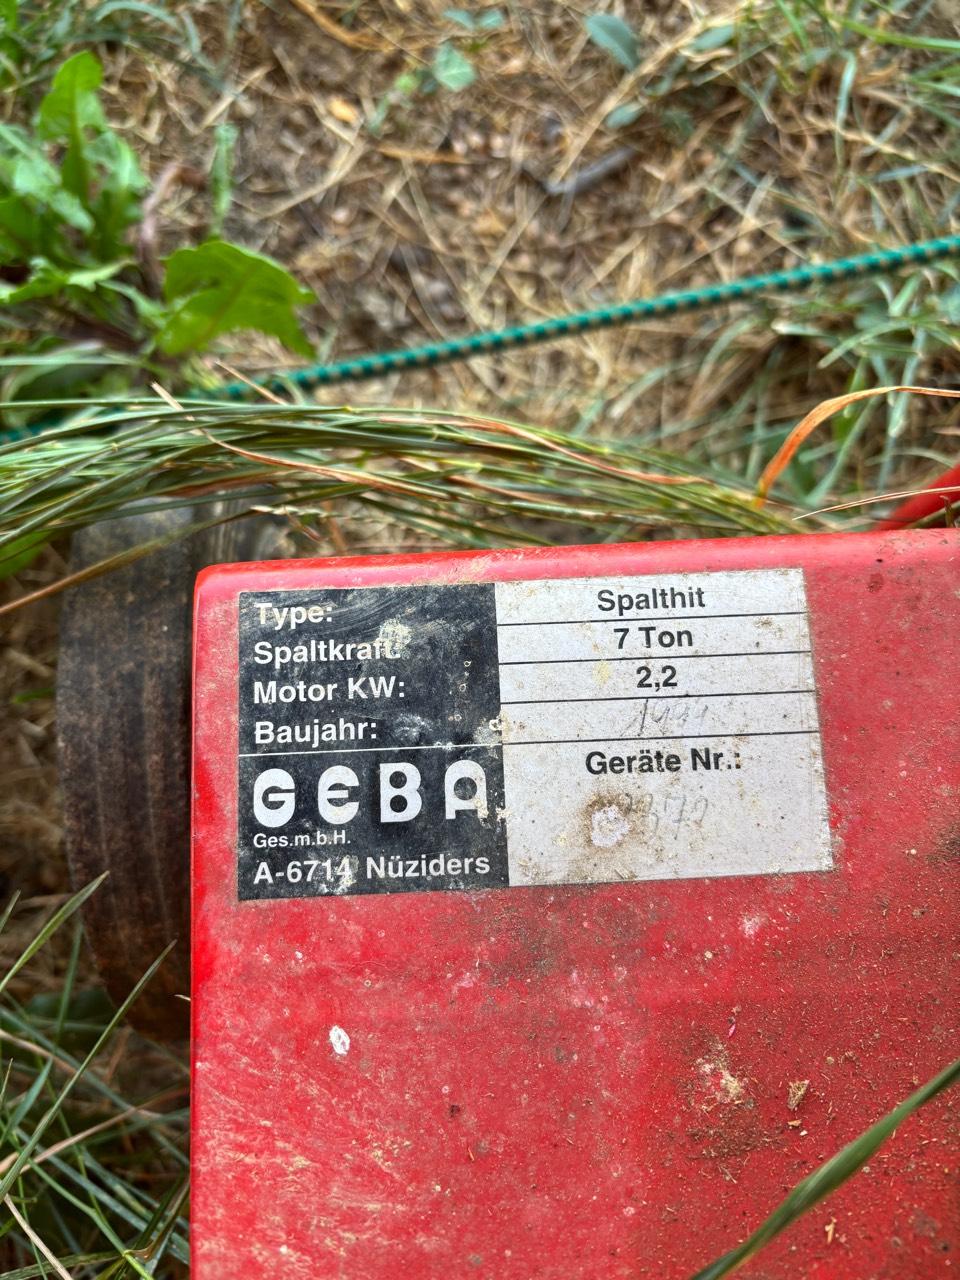 Type: Spalthit
Spaltkraft: 7 Ton
Motor KW: 2,2
Baujahr:
GEBA
Ges.m.b.H.
A-6714 Nüziders
Geräte Nr.: